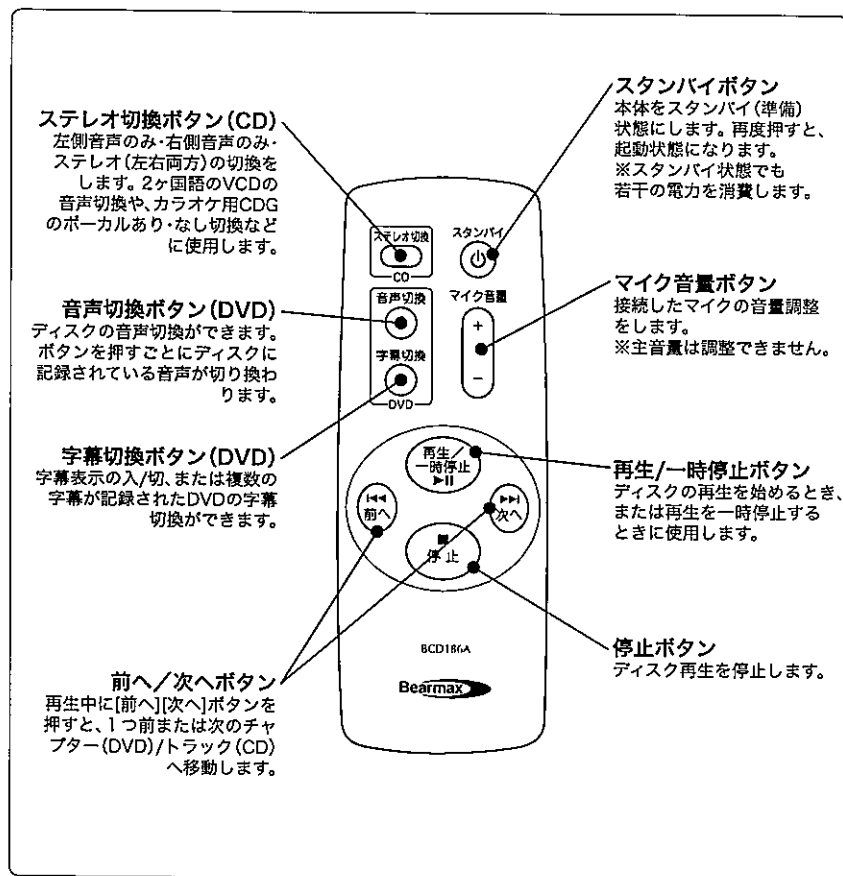 ステレオ切換ボタン(CD)
左側音声のみ・右側音声のみ・
ステレオ(左右両方)の切換を
します。2ヶ国語のVCDの
音声切換や、カラオケ用CDG
のボーカルあり・なし切換など
に使用します。
音声切換ボタン(DVD)
ディスクの音声切換ができます。
ボタンを押すごとにディスクに
記録されている音声が切り換わ
ります。
字幕切換ボタン(DVD)
字幕表示の入/切、または複数の
字幕が記録されたDVDの字幕
切換ができます。
前へ/次へボタン
再生中に[前へ][次へ]ボタンを
押すと、1つ前または次のチャ
プター(DVD)/トラック(CD)
へ移動します。
ステレオ切換
CD
スタンバイ
音声切換
マイク音量
+
字幕切換
−
DVD
再生/
一時停止
▶II
I◀◀
前へ
▶▶I
次へ
■
停止
BCD186A
Bearmax
スタンバイボタン
本体をスタンバイ(準備)
状態にします。再度押すと、
起動状態になります。
※スタンバイ状態でも
若干の電力を消費します。
マイク音量ボタン
接続したマイクの音量調整
をします。
※主音量は調整できません。
再生/一時停止ボタン
ディスクの再生を始めるとき、
または再生を一時停止する
ときに使用します。
停止ボタン
ディスク再生を停止します。